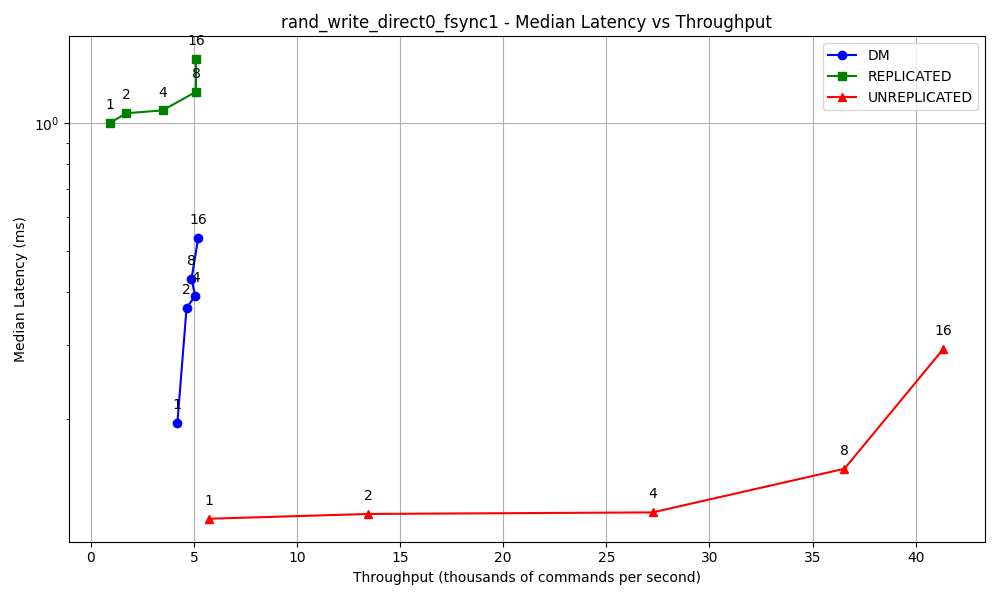 rand_write_direct0_fsync1 - Median Latency vs Throughput
DM
REPLICATED
UNREPLICATED
Median Latency (ms)
10^0
1
2
4
8
16
1
2
4
8
16
1
2
4
8
16
0 5 10 15 20 25 30 35 40
Throughput (thousands of commands per second)